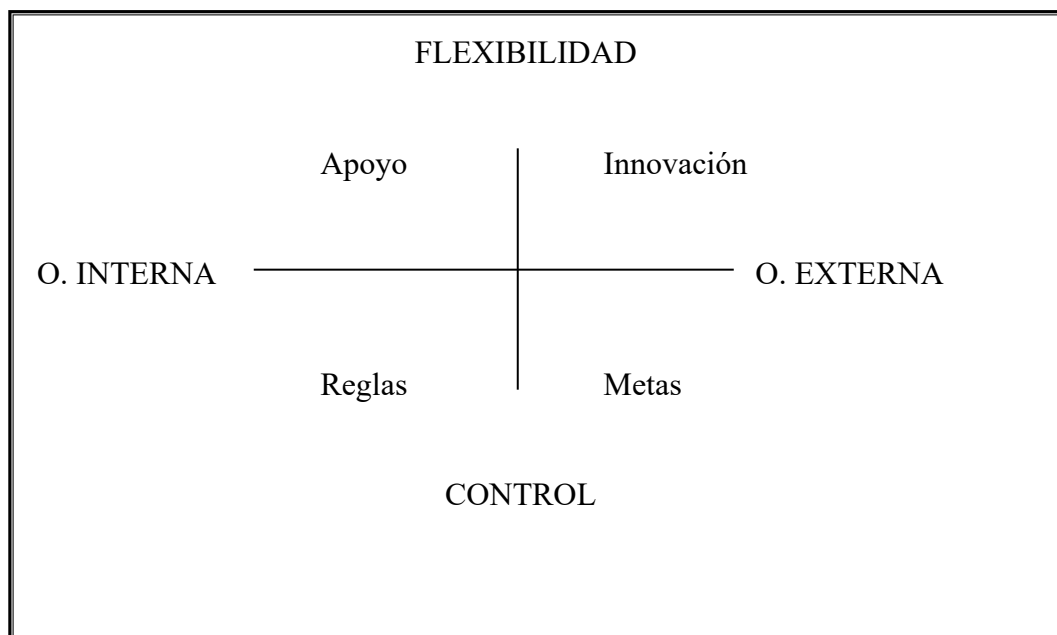 FLEXIBILIDAD
Apoyo Innovación
O. INTERNA O. EXTERNA
Reglas Metas
CONTROL